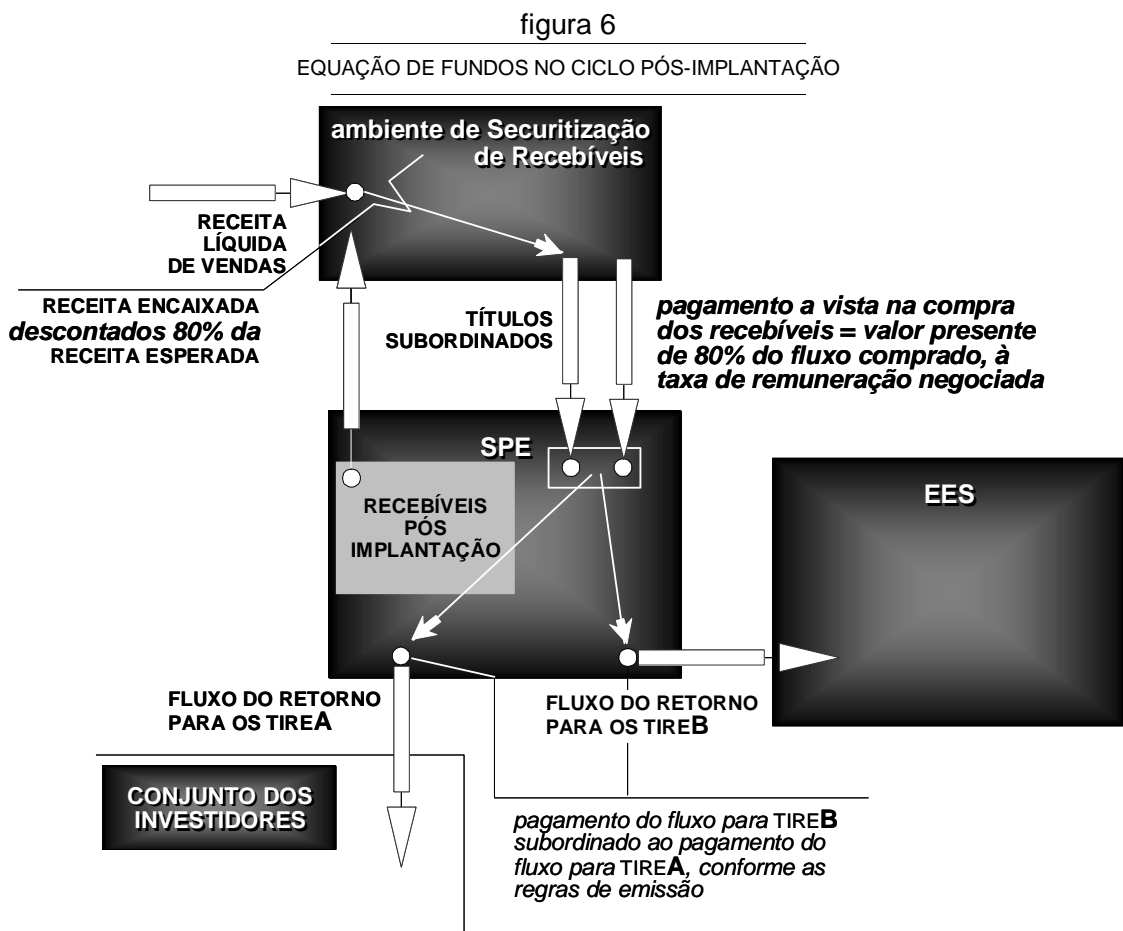 figura 6
EQUAÇÃO DE FUNDOS NO CICLO PÓS-IMPLANTAÇÃO
ambiente de Securitização
de Recebíveis
RECEITA
LÍQUIDA
DE VENDAS
RECEITA ENCAIXADA
descontados 80% da
RECEITA ESPERADA
TÍTULOS
SUBORDINADOS
pagamento a vista na compra
dos recebíveis = valor presente
de 80% do fluxo comprado, à
taxa de remuneração negociada
SPE
RECEBÍVEIS
PÓS
IMPLANTAÇÃO
EES
FLUXO DO RETORNO
PARA OS TIREA
FLUXO DO RETORNO
PARA OS TIREB
CONJUNTO DOS
INVESTIDORES
pagamento do fluxo para TIREB
subordinado ao pagamento do
fluxo para TIREA, conforme as
regras de emissão